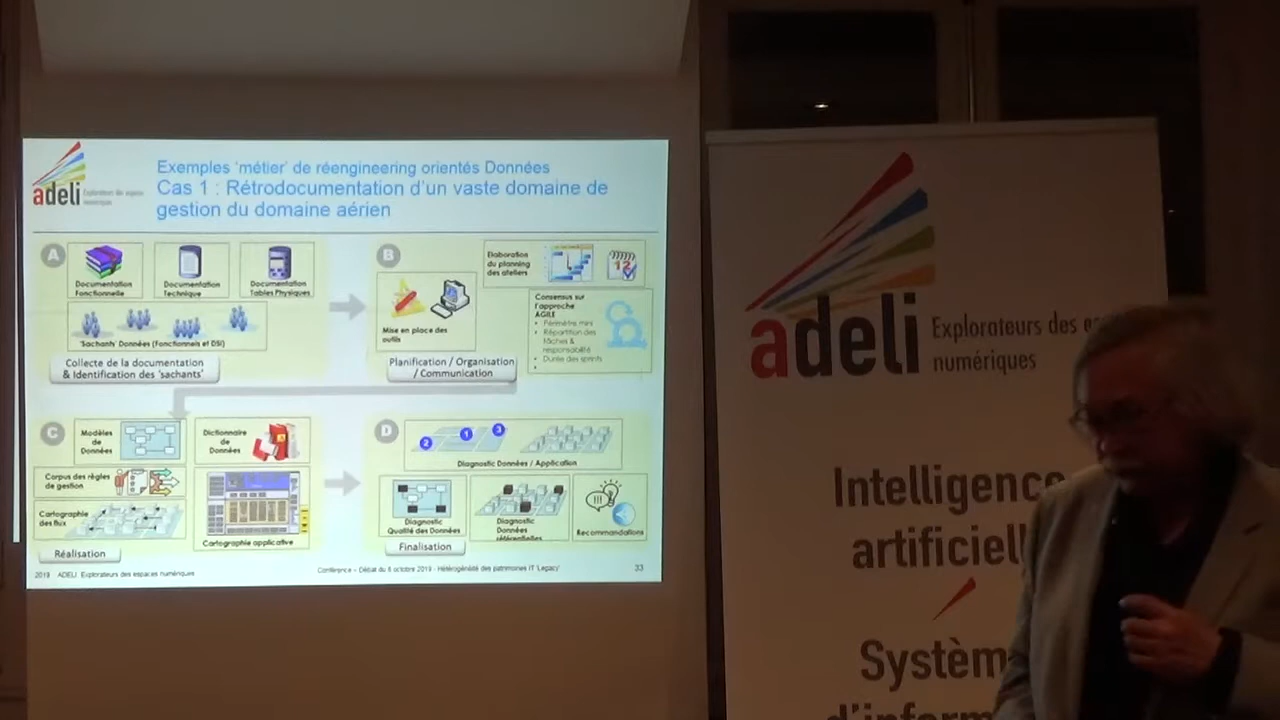 adeli
Explorateurs des espaces
numériques
Exemples 'métier' de réengineering orientés Données
Cas 1 : Rétrodocumentation d'un vaste domaine de
gestion du domaine aérien
A
Documentation
Fonctionnelle
Documentation
Technique
Documentation
Tables Physiques
'Sachants' Données (Fonctionnels et DSI)
Collecte de la documentation
& Identification des 'sachants'
B
Elaboration
du planning
des ateliers
12
Mise en place des
outils
Consensus sur
l'approche
AGILE
• Périmètre mini
• Répartition des
tâches &
responsabilité
• Durée des sprints
•
Planification / Organisation
/ Communication
C
Modèles
de
Données
Dictionnaire
de
Données
Corpus des règles
de gestion
Cartographie
des flux
Cartographie applicative
Réalisation
D
2
1
3
Diagnostic Données / Application
Diagnostic
Qualité des Données
Diagnostic
Données
référentielles
Recommandations
Finalisation
2019 ADELI Explorateurs des espaces numériques
Conférence – Débat du 8 octobre 2019 - Hétérogénéité des patrimoines IT 'Legacy'
33
adeli
Explorateurs des
numériques
Intelligence
artificiell
Systèm
d'inform